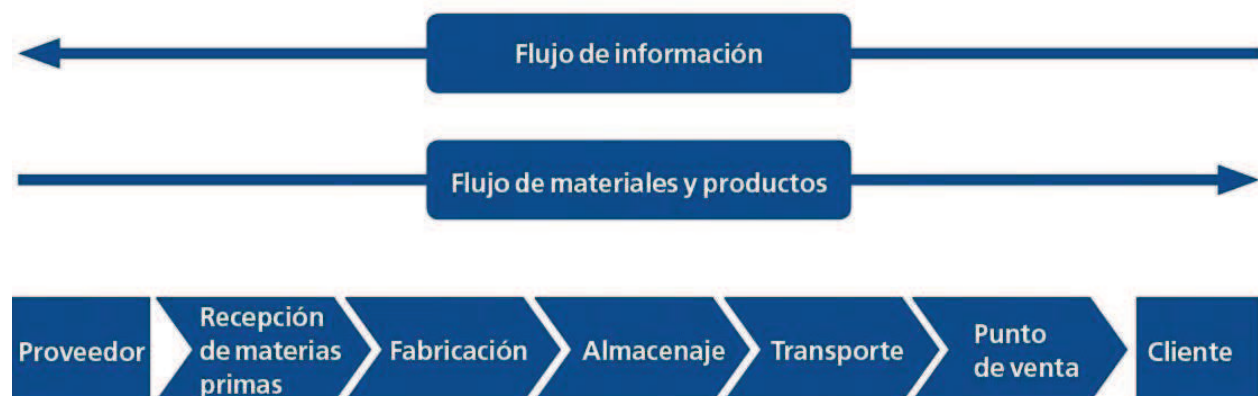 Flujo de información
Flujo de materiales y productos
Proveedor
Recepción
de materias
primas
Fabricación
Almacenaje
Transporte
Punto
de venta
Cliente